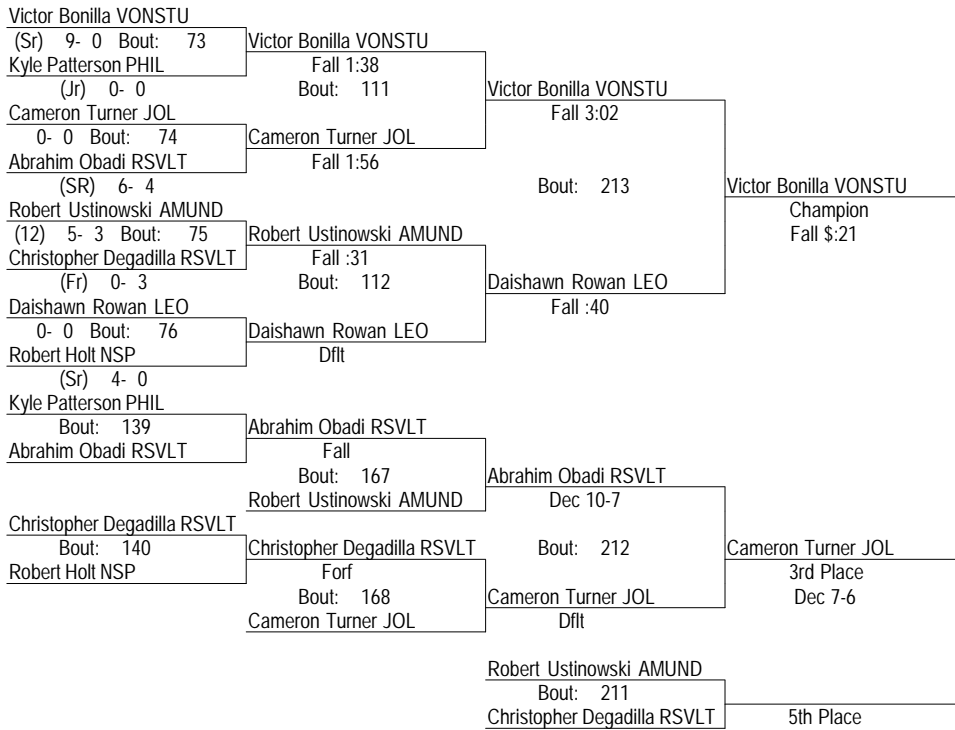 Victor Bonilla VONSTU
(Sr) 9- 0 Bout: 73 Victor Bonilla VONSTU
Kyle Patterson PHIL Fall 1:38
(Jr) 0- 0 Bout: 111 Victor Bonilla VONSTU
Cameron Turner JOL Fall 3:02
0- 0 Bout: 74 Cameron Turner JOL
Abrahim Obadi RSVLT Fall 1:56
(SR) 6- 4 Bout: 213 Victor Bonilla VONSTU
Robert Ustinowski AMUND Champion
(12) 5- 3 Bout: 75 Robert Ustinowski AMUND Fall $:21
Christopher Degadilla RSVLT Fall :31
(Fr) 0- 3 Bout: 112 Daishawn Rowan LEO
Daishawn Rowan LEO Fall :40
0- 0 Bout: 76 Daishawn Rowan LEO
Robert Holt NSP Dflt
(Sr) 4- 0
Kyle Patterson PHIL
Bout: 139 Abrahim Obadi RSVLT
Abrahim Obadi RSVLT Fall
Bout: 167 Abrahim Obadi RSVLT
Robert Ustinowski AMUND Dec 10-7
Christopher Degadilla RSVLT
Bout: 140 Christopher Degadilla RSVLT Bout: 212 Cameron Turner JOL
Robert Holt NSP Forf 3rd Place
Bout: 168 Cameron Turner JOL Dec 7-6
Cameron Turner JOL Dflt
Robert Ustinowski AMUND
Bout: 211
Christopher Degadilla RSVLT 5th Place